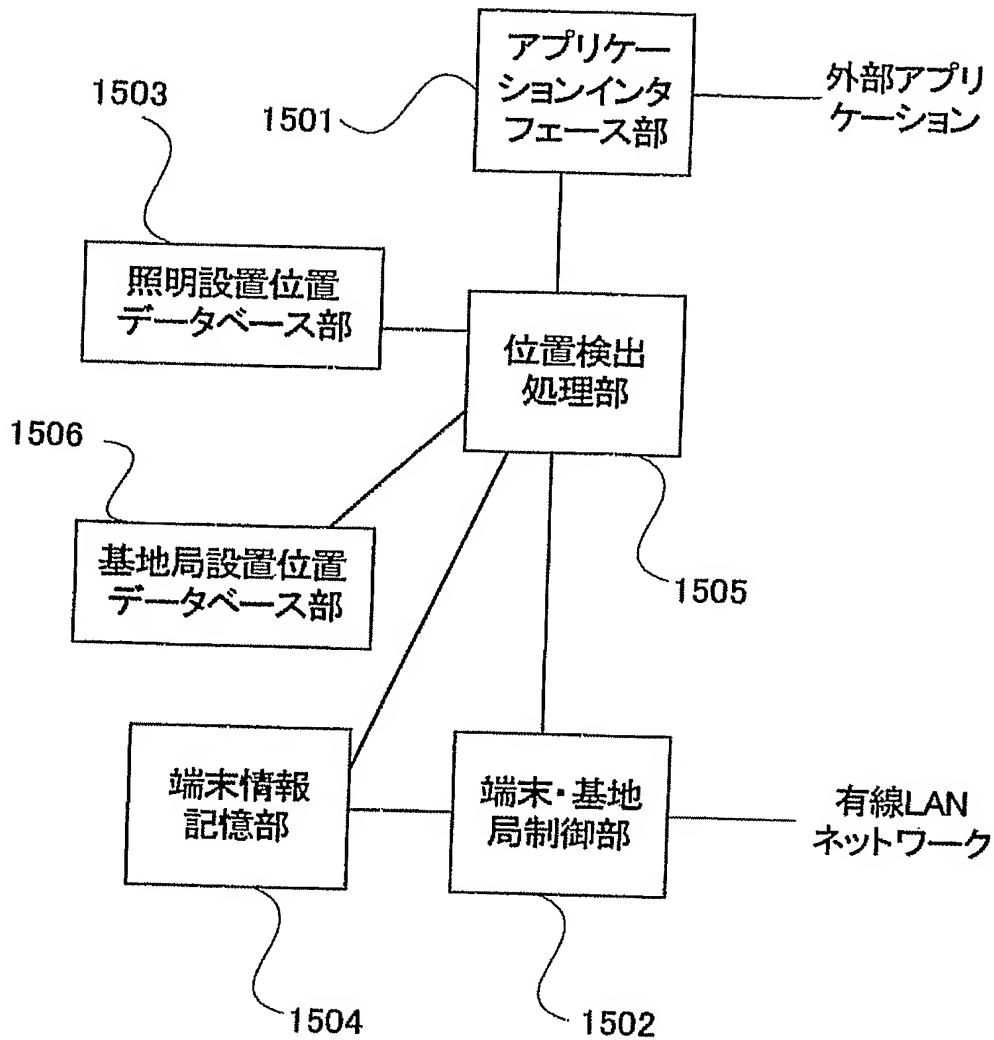 アプリケー
ションインタ
フェース部
外部アプリ
ケーション
1501
1503
照明設置位置
データベース部
位置検出
処理部
1506
基地局設置位置
データベース部
1505
端末情報
記憶部
端末・基地
局制御部
有線LAN
ネットワーク
1504
1502